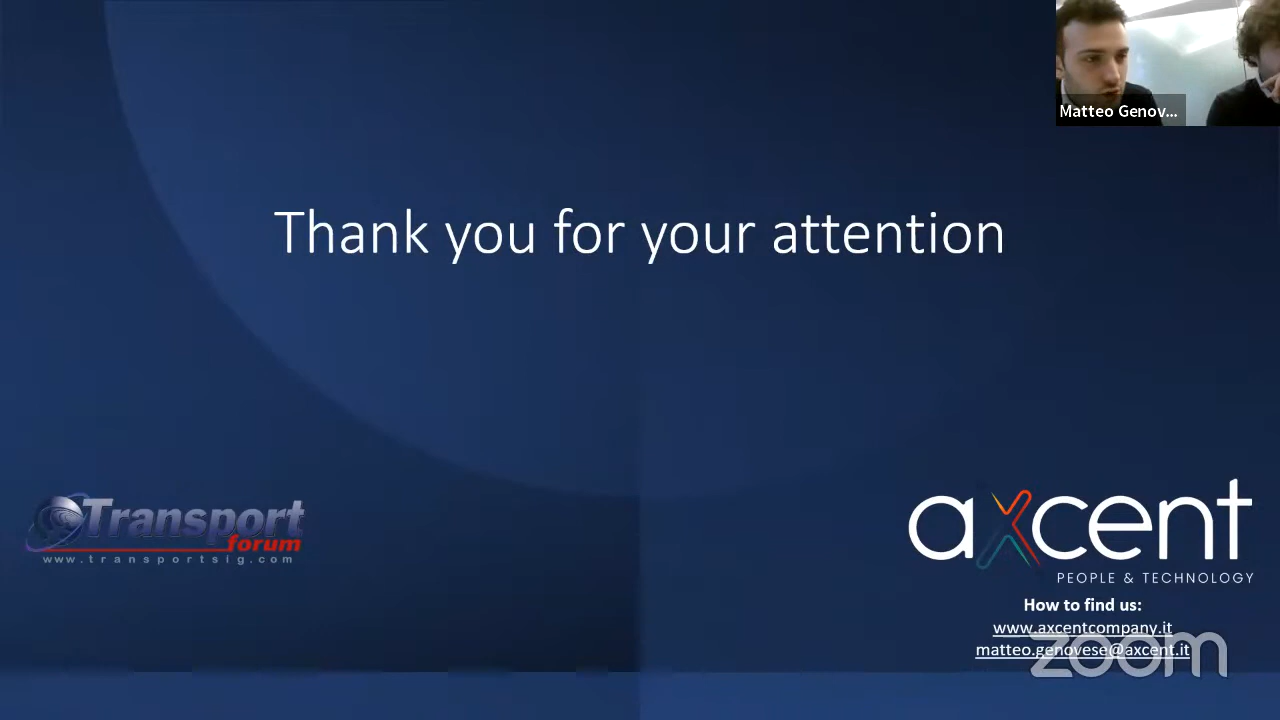 Matteo Genov...
Thank you for your attention
Transport
forum
www.transportsig.com
axcent
PEOPLE & TECHNOLOGY
How to find us:
www.axcentcompany.it
matteo.genovese@axcent.it
zoom